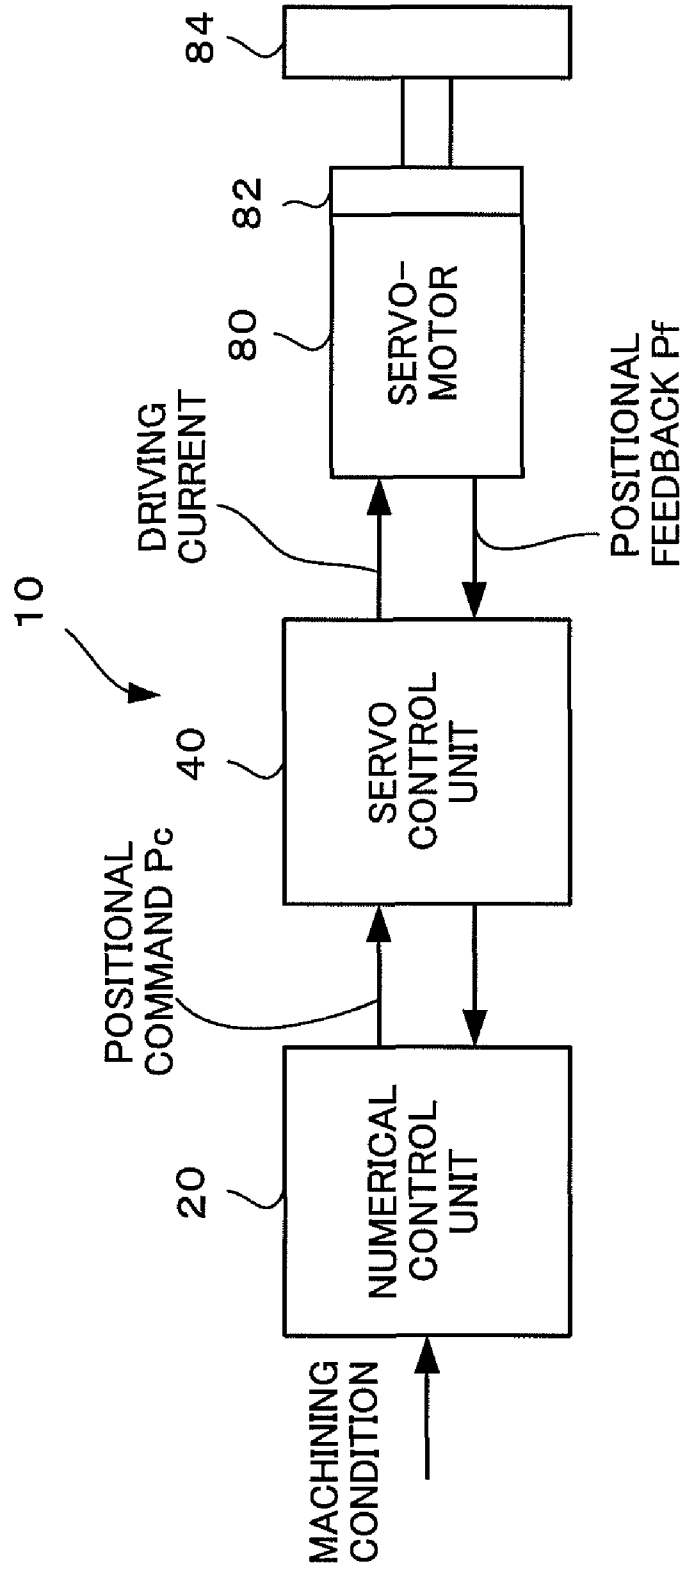 10
MACHINING
CONDITION
20
NUMERICAL
CONTROL
UNIT
POSITIONAL
COMMAND Pc
40
SERVO
CONTROL
UNIT
DRIVING
CURRENT
POSITIONAL
FEEDBACK Pf
80
SERVO-
MOTOR
82
84